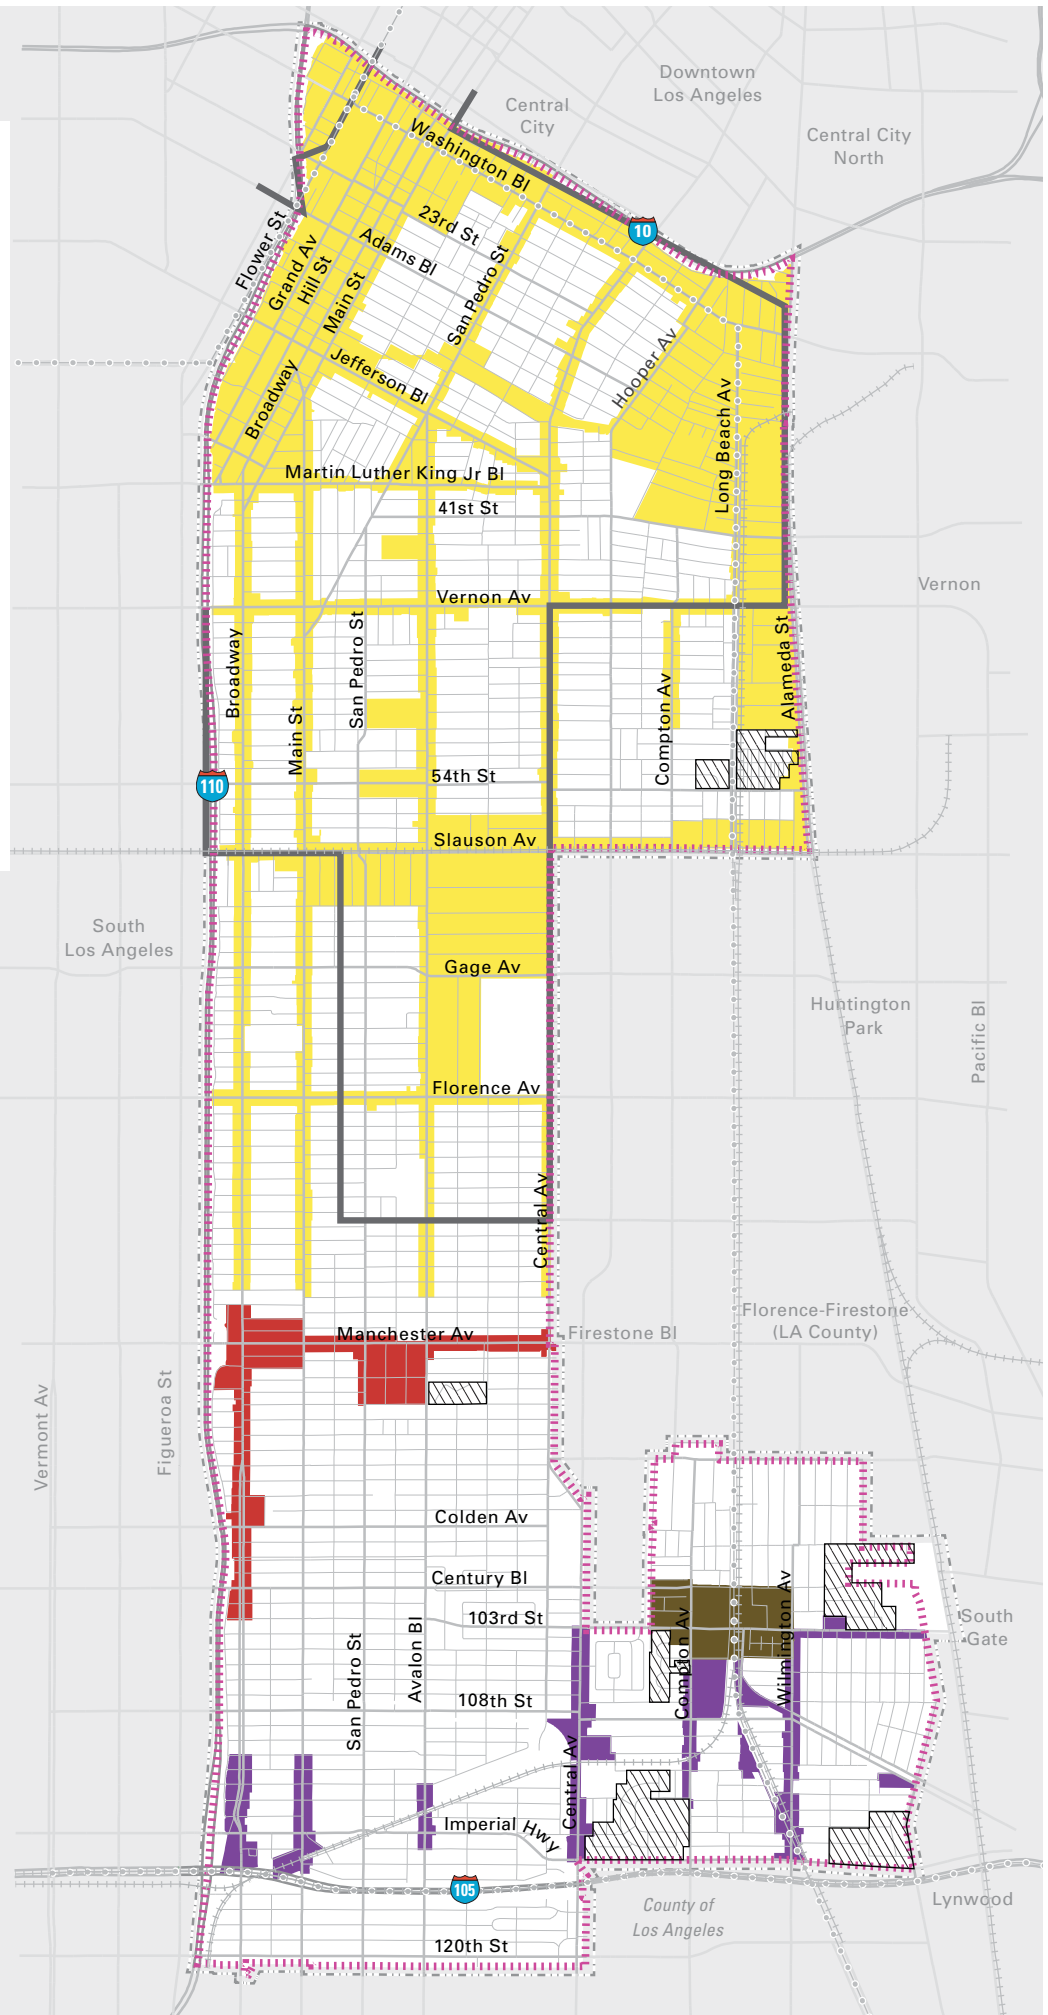 Downtown
Los Angeles
Central
City
Central City
North
Washington Bl
10
23rd St
Adams Bl
Flower St
Grand Av
Hill St
Main St
San Pedro St
Hooper Av
Jefferson Bl
Broadway
Long Beach Av
Martin Luther King Jr Bl
41st St
Vernon Av
Vernon
Broadway
San Pedro St
Main St
Compton Av
Alameda St
110
54th St
Slauson Av
South
Los Angeles
Gage Av
Huntington
Park
Pacific Bl
Florence Av
Central Av
Florence-Firestone
(LA County)
Manchester Av
Firestone Bl
Vermont Av
Figueroa St
Colden Av
Century Bl
103rd St
Compton Av
Wilmington Av
South
Gate
San Pedro St
Avalon Bl
108th St
Central Av
Imperial Hwy
105
County of
Los Angeles
Lynwood
120th St